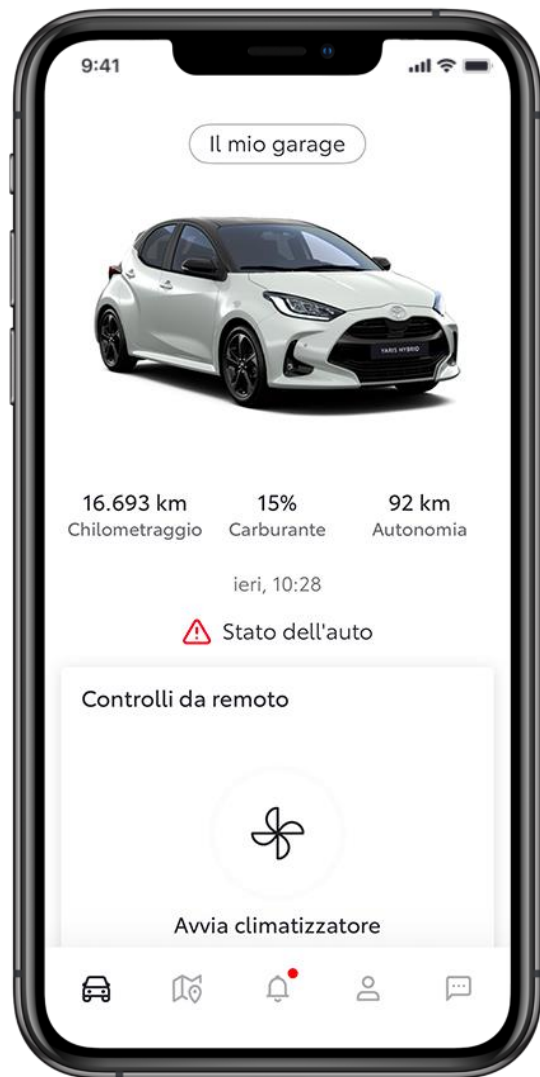 9:41
Il mio garage
YARIS HYBRID
16.693 km 15% 92 km
Chilometraggio Carburante Autonomia
ieri, 10:28
Stato dell'auto
Controlli da remoto
Avvia climatizzatore